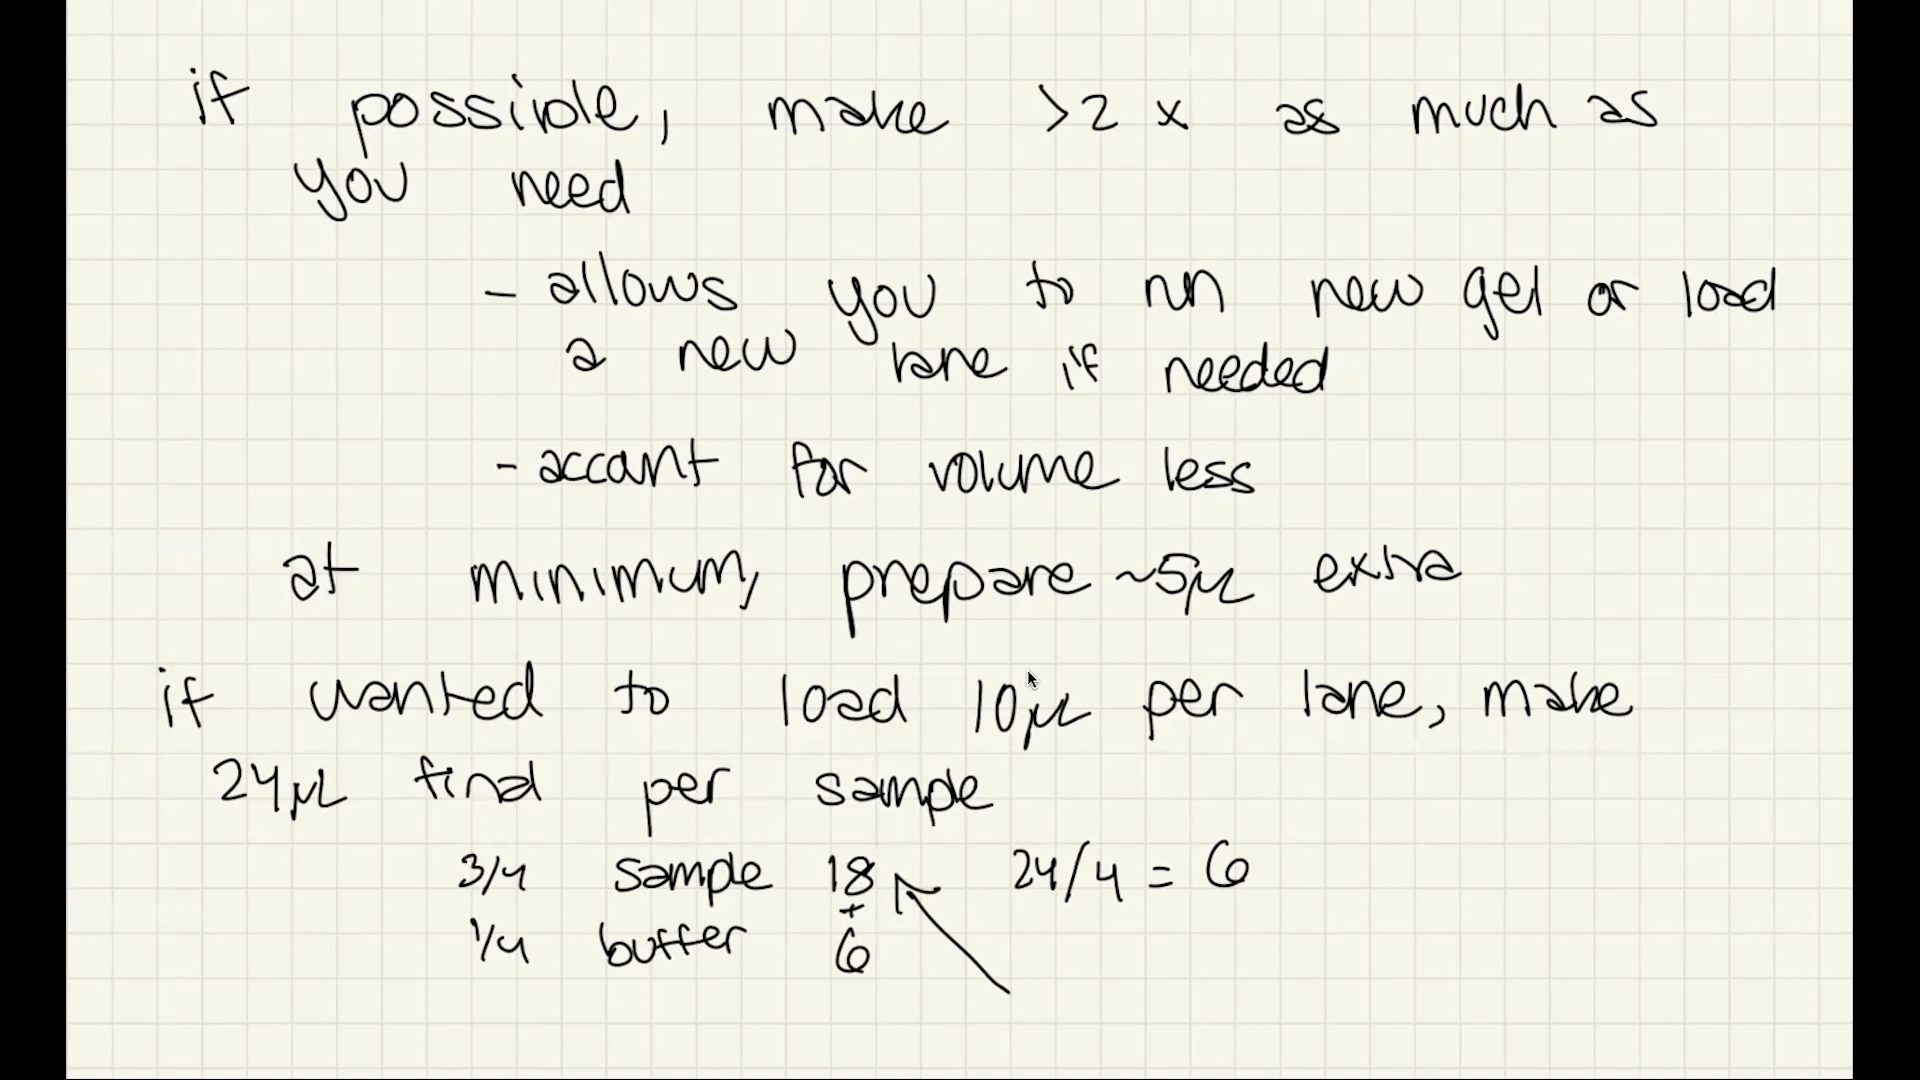 if possible, make >2 x as much as
you need
- allows you to run new gel or load
a new lane if needed
- account for volume loss
at minimum, prepare ~5µL extra
if wanted to load 10µL per lane, make
24µL final per sample
3/4 sample 18 24/4 = 6
+
1/4 buffer 6